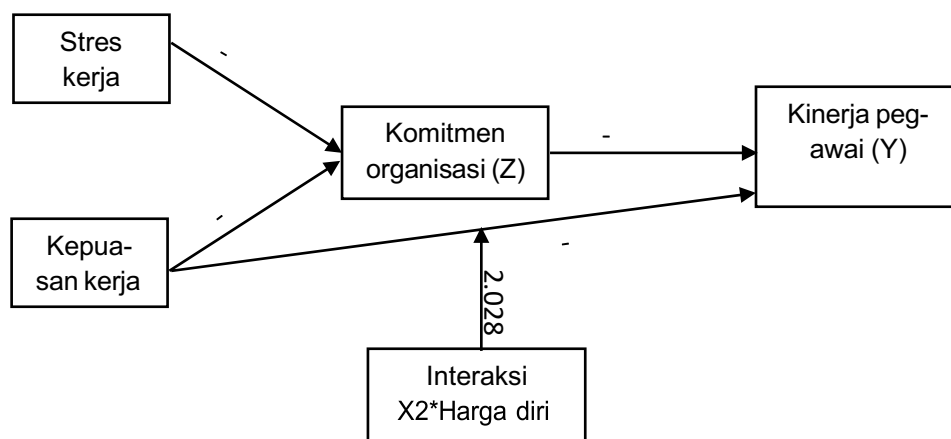 Stres
kerja
-
Komitmen
organisasi (Z)
-
Kinerja peg-
awai (Y)
-
Kepua-
san kerja
-
2.028
Interaksi
X2*Harga diri